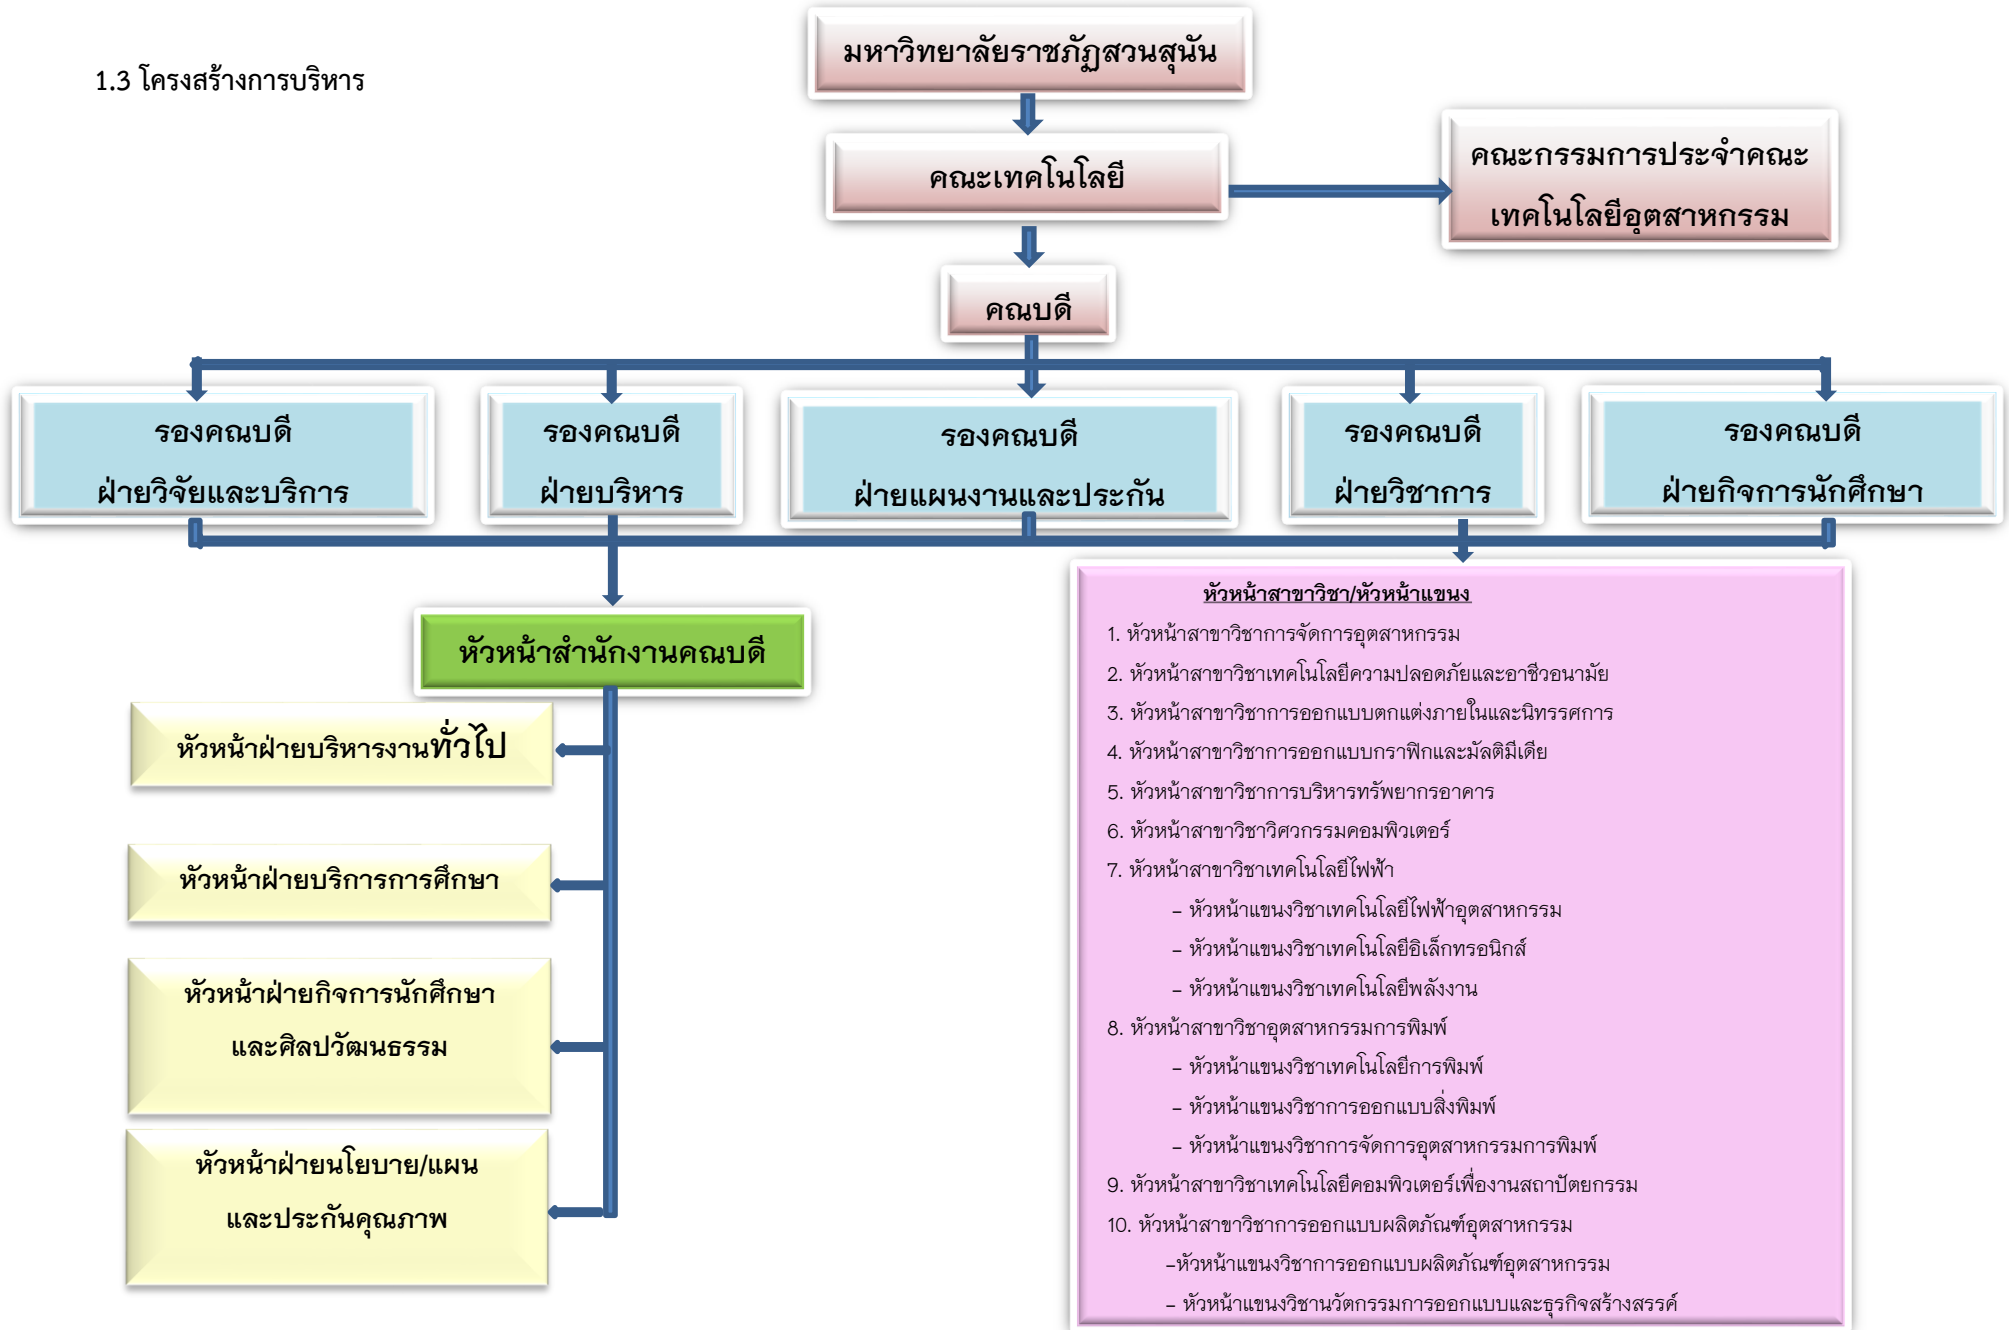 มหาวิทยาลัยราชภัฏสวนสุนัน
1.3 โครงสร้างการบริหาร
คณะเทคโนโลยี
คณะกรรมการประจำคณะ
เทคโนโลยีอุตสาหกรรม
คณบดี
รองคณบดี
ฝ่ายวิจัยและบริการ
รองคณบดี
ฝ่ายบริหาร
รองคณบดี
ฝ่ายแผนงานและประกัน
รองคณบดี
ฝ่ายวิชาการ
รองคณบดี
ฝ่ายกิจการนักศึกษา
หัวหน้าสำนักงานคณบดี
หัวหน้าฝ่ายบริหารงานทั่วไป
หัวหน้าฝ่ายบริการการศึกษา
หัวหน้าฝ่ายกิจการนักศึกษา
และศิลปวัฒนธรรม
หัวหน้าฝ่ายนโยบาย/แผน
และประกันคุณภาพ
หัวหน้าสาขาวิชา/หัวหน้าแขนง
1. หัวหน้าสาขาวิชาการจัดการอุตสาหกรรม
2. หัวหน้าสาขาวิชาเทคโนโลยีความปลอดภัยและอาชีวอนามัย
3. หัวหน้าสาขาวิชาการออกแบบตกแต่งภายในและนิทรรศการ
4. หัวหน้าสาขาวิชาการออกแบบกราฟิกและมัลติมีเดีย
5. หัวหน้าสาขาวิชาการบริหารทรัพยากรอาคาร
6. หัวหน้าสาขาวิชาวิศวกรรมคอมพิวเตอร์
7. หัวหน้าสาขาวิชาเทคโนโลยีไฟฟ้า
- หัวหน้าแขนงวิชาเทคโนโลยีไฟฟ้าอุตสาหกรรม
- หัวหน้าแขนงวิชาเทคโนโลยีอิเล็กทรอนิกส์
- หัวหน้าแขนงวิชาเทคโนโลยีพลังงาน
8. หัวหน้าสาขาวิชาอุตสาหกรรมการพิมพ์
- หัวหน้าแขนงวิชาเทคโนโลยีการพิมพ์
- หัวหน้าแขนงวิชาการออกแบบสิ่งพิมพ์
- หัวหน้าแขนงวิชาการจัดการอุตสาหกรรมการพิมพ์
9. หัวหน้าสาขาวิชาเทคโนโลยีคอมพิวเตอร์เพื่องานสถาปัตยกรรม
10. หัวหน้าสาขาวิชาการออกแบบผลิตภัณฑ์อุตสาหกรรม
-หัวหน้าแขนงวิชาการออกแบบผลิตภัณฑ์อุตสาหกรรม
- หัวหน้าแขนงวิชานวัตกรรมการออกแบบและธุรกิจสร้างสรรค์